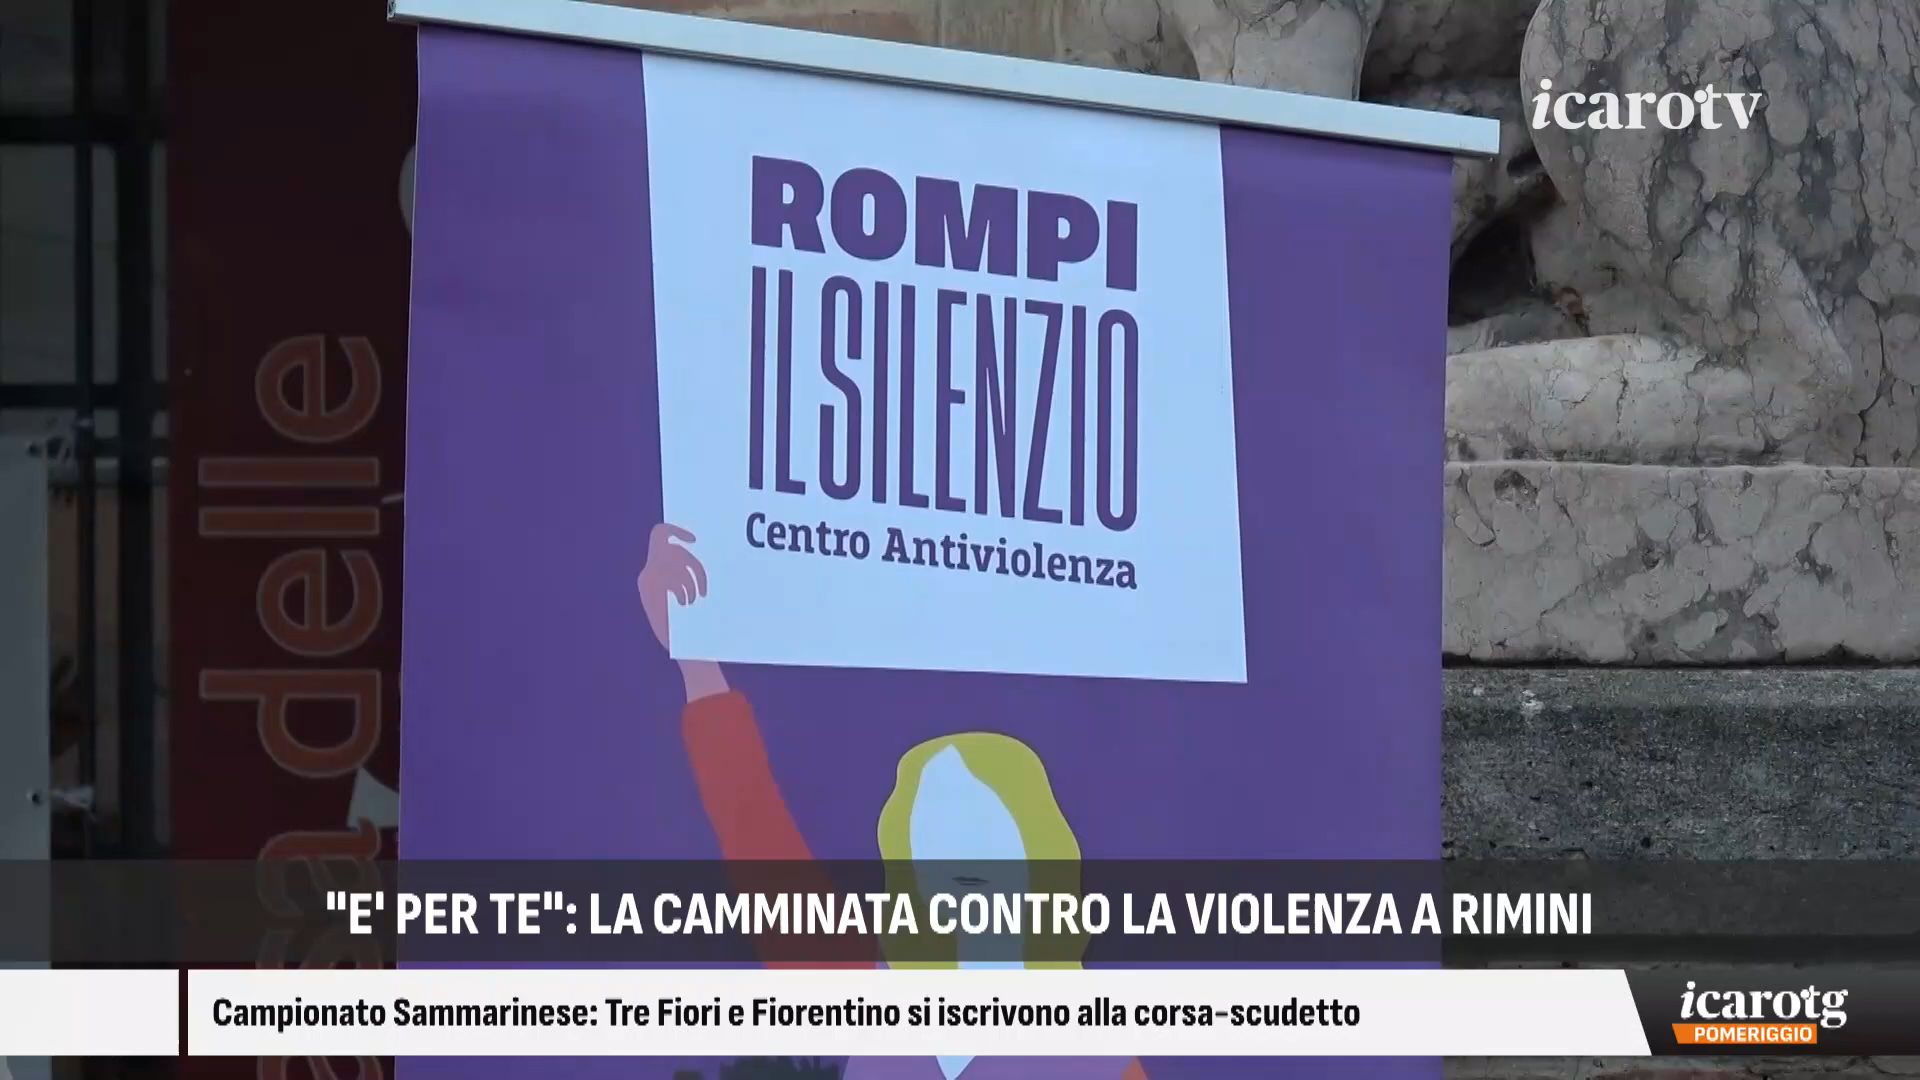 icarotv
ROMPI
IL SILENZIO
Centro Antiviolenza
delle
"E' PER TE": LA CAMMINATA CONTRO LA VIOLENZA A RIMINI
Campionato Sammarinese: Tre Fiori e Fiorentino si iscrivono alla corsa-scudetto
icarotg
POMERIGGIO